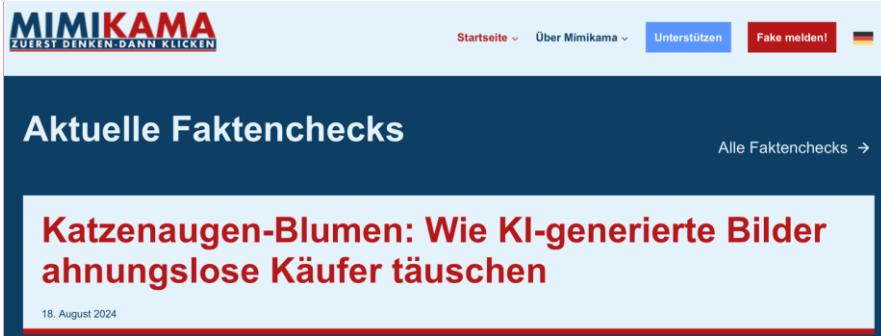 MIMIKAMA
ZUERST DENKEN-DANN KLICKEN
Startseite
Über Mimikama
Unterstützen
Fake melden!
Aktuelle Faktenchecks
Alle Faktenchecks →
Katzenaugen-Blumen: Wie KI-generierte Bilder
ahnungslose Käufer täuschen
18. August 2024